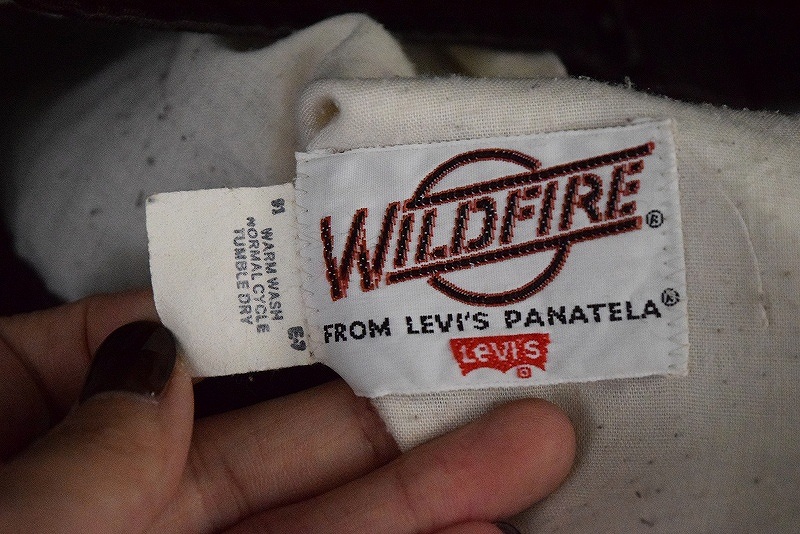 WILDFIRE ®
FROM LEVI'S PANATELA ®
LEVI'S
®
WARM WASH
NORMAL CYCLE
TUMBLE DRY